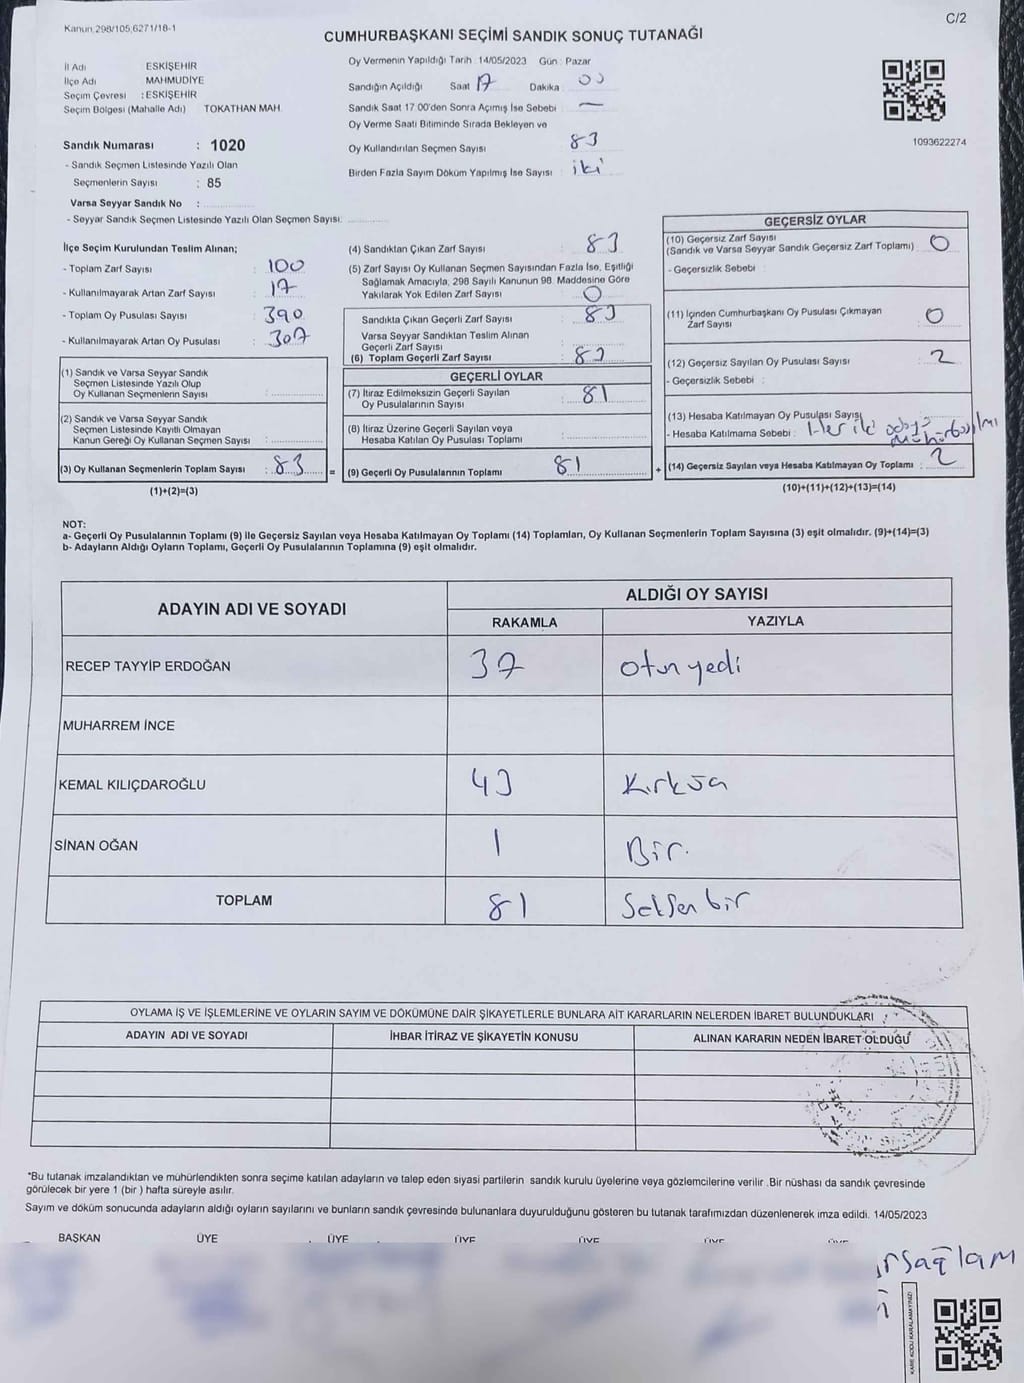 Kanun 298/105,6271/18-1
C/2
CUMHURBAŞKANI SEÇİMİ SANDIK SONUÇ TUTANAĞI
İl Adı ESKİŞEHİR
İlçe Adı MAHMUDİYE
Seçim Çevresi : ESKİŞEHİR
Seçim Bölgesi (Mahalle Adı) TOKATHAN MAH.
Sandık Numarası : 1020
- Sandık Seçmen Listesinde Yazılı Olan
Seçmenlerin Sayısı : 85
Varsa Seyyar Sandık No :
- Seyyar Sandık Seçmen Listesinde Yazılı Olan Seçmen Sayısı:
Oy Vermenin Yapıldığı Tarih : 14/05/2023 Gün : Pazar
Sandığın Açıldığı Saat 17 Dakika : 00
Sandık Saat 17 00'den Sonra Açımış İse Sebebi : —
Oy Verme Saati Bitiminde Sırada Bekleyen ve
Oy Kullandırılan Seçmen Sayısı : 83
Birden Fazla Sayım Döküm Yapılmış İse Sayısı : iki
1093622274
İlçe Seçim Kurulundan Teslim Alınan;
- Toplam Zarf Sayısı : 100
- Kullanılmayarak Artan Zarf Sayısı : 17
- Toplam Oy Pusulası Sayısı : 390
- Kullanılmayarak Artan Oy Pusulası : 307
(1) Sandık ve Varsa Seyyar Sandık
Seçmen Listesinde Yazılı Olup
Oy Kullanan Seçmenlerin Sayısı :
(2) Sandık ve Varsa Seyyar Sandık
Seçmen Listesinde Kayıtlı Olmayan
Kanun Gereği Oy Kullanan Seçmen Sayısı :
(3) Oy Kullanan Seçmenlerin Toplam Sayısı : 83 =
(1)+(2)=(3)
(4) Sandıktan Çıkan Zarf Sayısı : 83
(5) Zarf Sayısı Oy Kullanan Seçmen Sayısından Fazla İse, Eşitliği
Sağlamak Amacıyla, 298 Sayılı Kanunun 98. Maddesine Göre
Yakılarak Yok Edilen Zarf Sayısı : 0
Sandıkta Çıkan Geçerli Zarf Sayısı : 83
Varsa Seyyar Sandıktan Teslim Alınan
Geçerli Zarf Sayısı
(6) Toplam Geçerli Zarf Sayısı : 83
GEÇERLİ OYLAR
(7) İtiraz Edilmeksizin Geçerli Sayılan
Oy Pusulalarının Sayısı : 81
(8) İtiraz Üzerine Geçerli Sayılan veya
Hesaba Katılan Oy Pusulası Toplamı :
(9) Geçerli Oy Pusulalarının Toplamı : 81 +
GEÇERSİZ OYLAR
(10) Geçersiz Zarf Sayısı
(Sandık ve Varsa Seyyar Sandık Geçersiz Zarf Toplamı) : 0
- Geçersizlik Sebebi :
(11) İçinden Cumhurbaşkanı Oy Pusulası Çıkmayan
Zarf Sayısı : 0
(12) Geçersiz Sayılan Oy Pusulası Sayısı : 2
- Geçersizlik Sebebi :
(13) Hesaba Katılmayan Oy Pusulası Sayısı
- Hesaba Katılmama Sebebi : Her iki
(14) Geçersiz Sayılan veya Hesaba Katılmayan Oy Toplamı : 2
(10)+(11)+(12)+(13)=(14)
NOT:
a- Geçerli Oy Pusulalarının Toplamı (9) ile Geçersiz Sayılan veya Hesaba Katılmayan Oy Toplamı (14) Toplamları, Oy Kullanan Seçmenlerin Toplam Sayısına (3) eşit olmalıdır. (9)+(14)=(3)
b- Adayların Aldığı Oyların Toplamı, Geçerli Oy Pusulalarının Toplamına (9) eşit olmalıdır.
ADAYIN ADI VE SOYADI
ALDIĞI OY SAYISI
RAKAMLA YAZIYLA
RECEP TAYYİP ERDOĞAN 37 otuz yedi
MUHARREM İNCE
KEMAL KILIÇDAROĞLU 43 Kırküç
SİNAN OĞAN 1 Bir.
TOPLAM 81 Seksen bir
OYLAMA İŞ VE İŞLEMLERİNE VE OYLARIN SAYIM VE DÖKÜMÜNE DAİR ŞİKAYETLERLE BUNLARA AİT KARARLARIN NELERDEN İBARET BULUNDUKLARI
ADAYIN ADI VE SOYADI İHBAR İTİRAZ VE ŞİKAYETİN KONUSU ALINAN KARARIN NEDEN İBARET OLDUĞU
*Bu tutanak imzalandıktan ve mühürlendikten sonra seçime katılan adayların ve talep eden siyasi partilerin sandık kurulu üyelerine veya gözlemcilerine verilir .Bir nüshası da sandık çevresinde
görülecek bir yere 1 (bir ) hafta süreyle asılır.
Sayım ve döküm sonucunda adayların aldığı oyların sayılarını ve bunların sandık çevresinde bulunanlara duyurulduğunu gösteren bu tutanak tarafımızdan düzenlenerek imza edildi. 14/05/2023
BAŞKAN ÜYE ÜYE ÜYE ÜYE ÜYE
KARE KODU KARALAMAYINIZ!